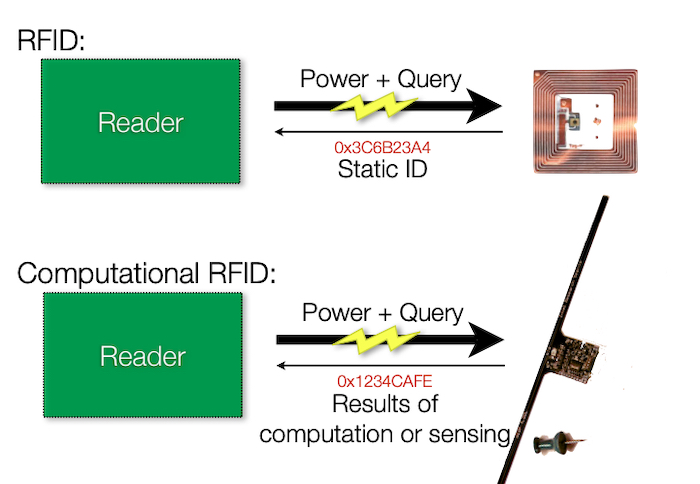 RFID:
Reader
Power + Query
0x3C6B23A4
Static ID
Computational RFID:
Reader
Power + Query
0x1234CAFE
Results of
computation or sensing